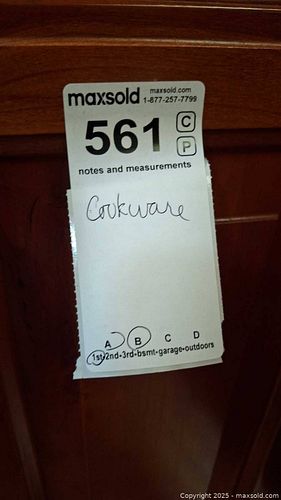 maxsold maxsold.com
1-877-257-7799
561 C
P
notes and measurements
Cookware
A B C D
1st-2nd-3rd-bsmt-garage-outdoors
Copyright © 2025 - maxsold.com